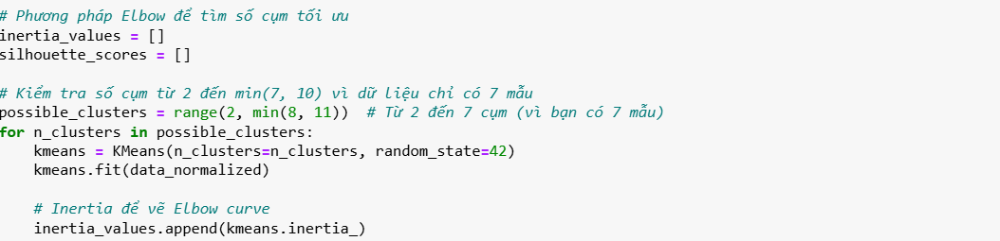 # Phương pháp Elbow để tìm số cụm tối ưu
inertia_values = []
silhouette_scores = []

# Kiểm tra số cụm từ 2 đến min(7, 10) vì dữ liệu chỉ có 7 mẫu
possible_clusters = range(2, min(8, 11))  # Từ 2 đến 7 cụm (vì bạn có 7 mẫu)
for n_clusters in possible_clusters:
    kmeans = KMeans(n_clusters=n_clusters, random_state=42)
    kmeans.fit(data_normalized)

    # Inertia để vẽ Elbow curve
    inertia_values.append(kmeans.inertia_)